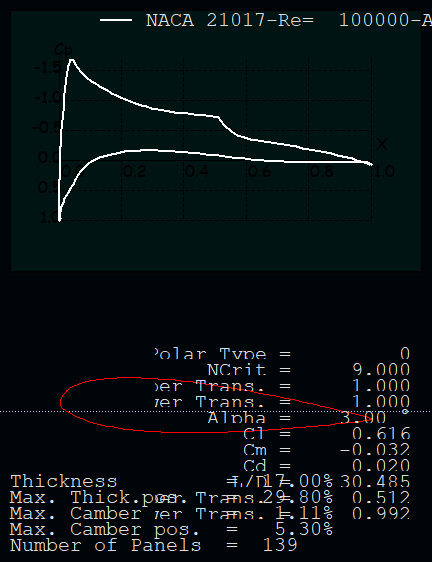 NACA 21017-Re= 100000-A
Cp
-1.5
-1.0
-0.5
0.0
0.5
1.0
X
0.2 0.4 0.6 0.8 1.0
Polar Type = 0
NCrit = 9.000
per Trans. = 1.000
wer Trans. = 1.000
Alpha = 3.00 °
Cl = 0.616
Cm = -0.032
Cd = 0.020
L/D = 30.485
Thickness = 17.00%
per Trans. = 0.512
Max. Thick.pos. = 29.80%
wer Trans. = 0.992
Max. Camber = 1.11%
Max. Camber pos. = 5.30%
Number of Panels = 139